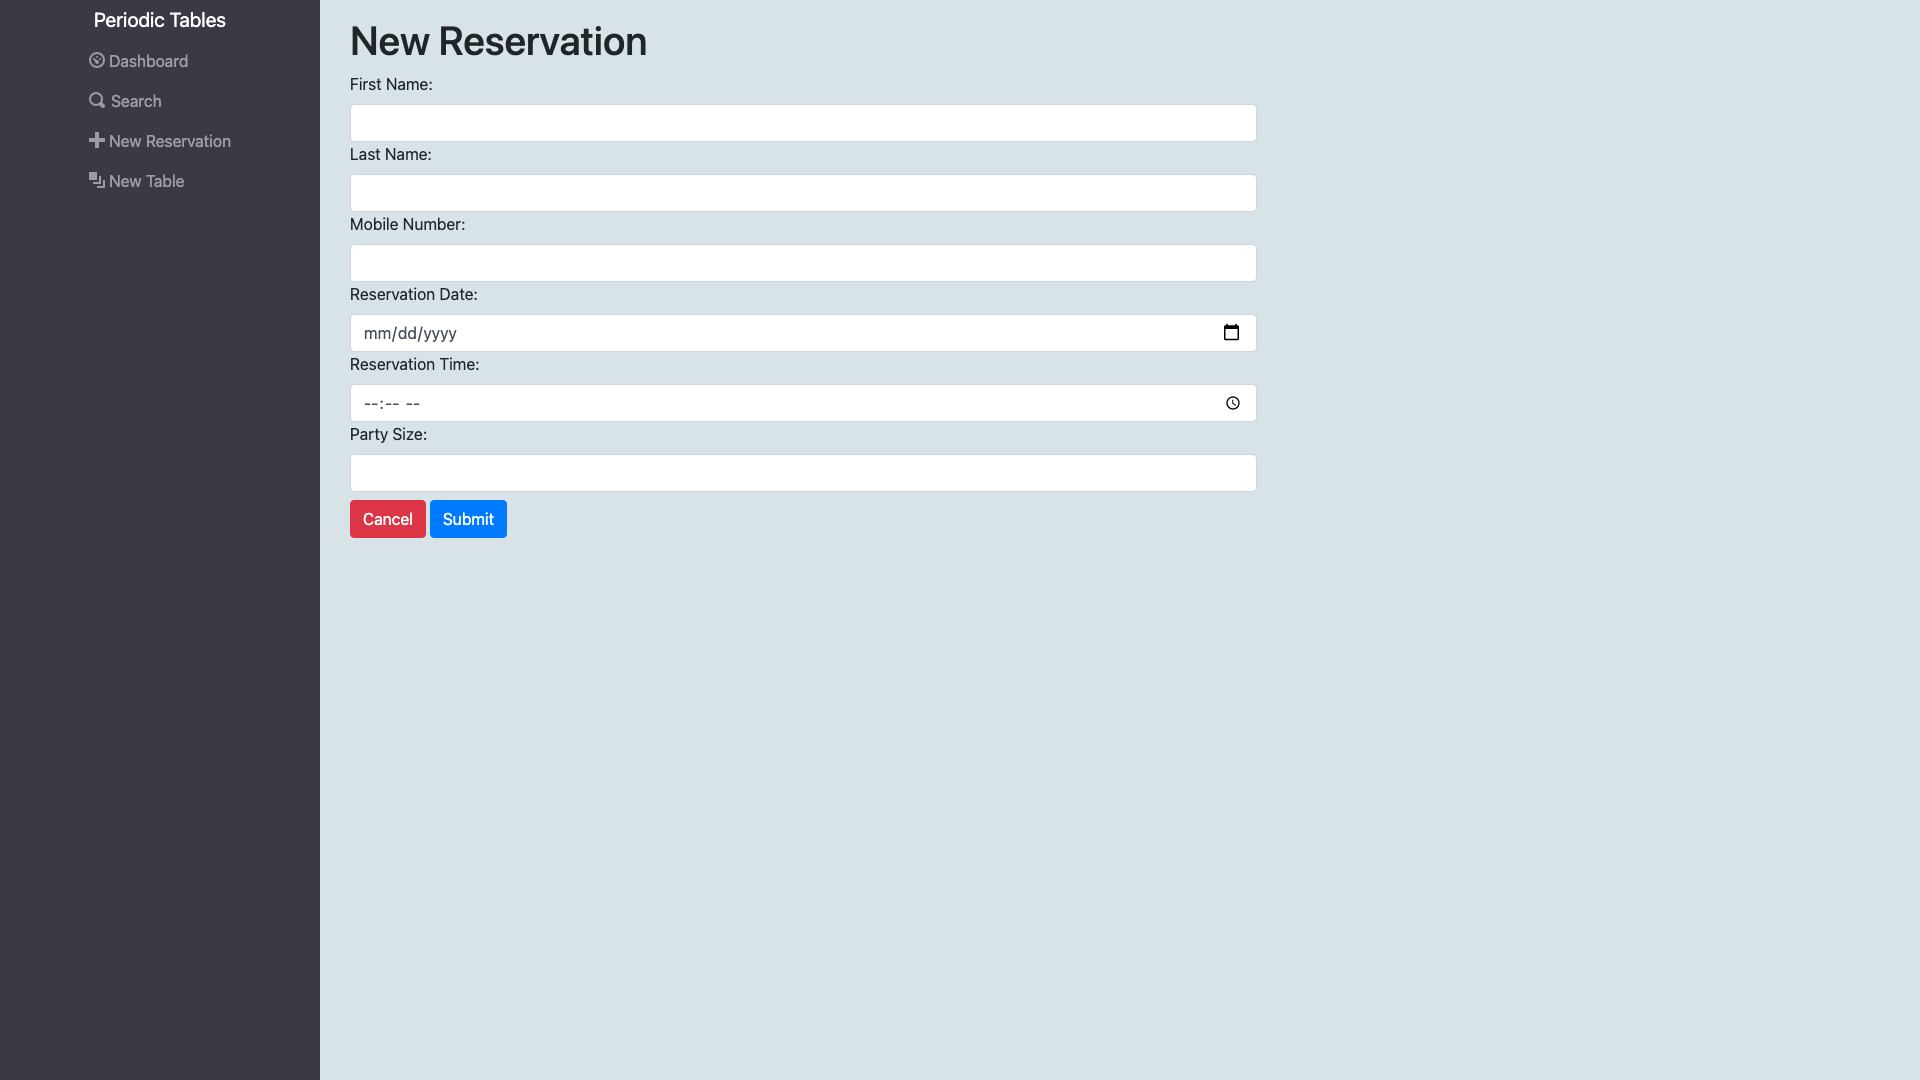 Periodic Tables
Dashboard
Search
New Reservation
New Table
New Reservation
First Name:
Last Name:
Mobile Number:
Reservation Date:
mm/dd/yyyy
Reservation Time:
--:-- --
Party Size:
Cancel Submit